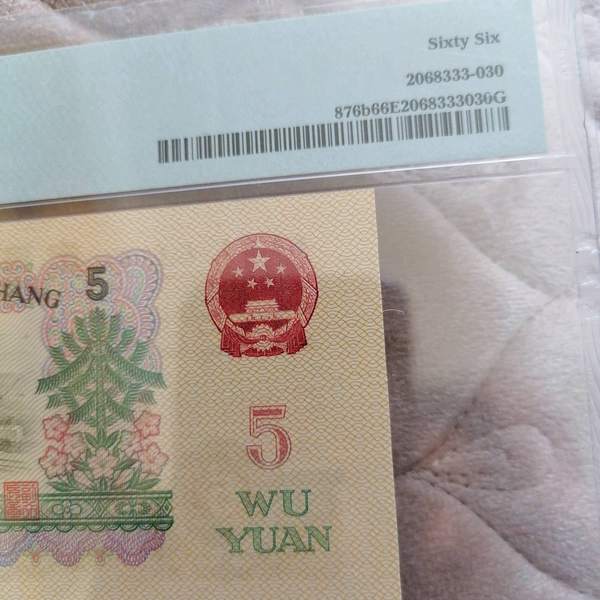 Sixty Six
2068333-030
876b66E2068333030G
HANG 5
5
WU
YUAN